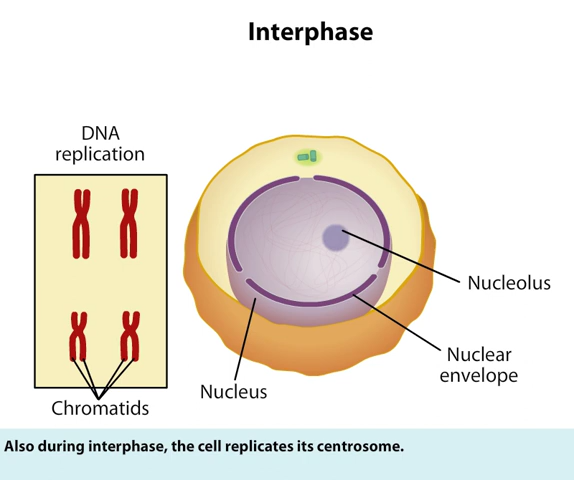 Interphase
DNA
replication
Nucleolus
Nuclear
envelope
Nucleus
Chromatids
Also during interphase, the cell replicates its centrosome.